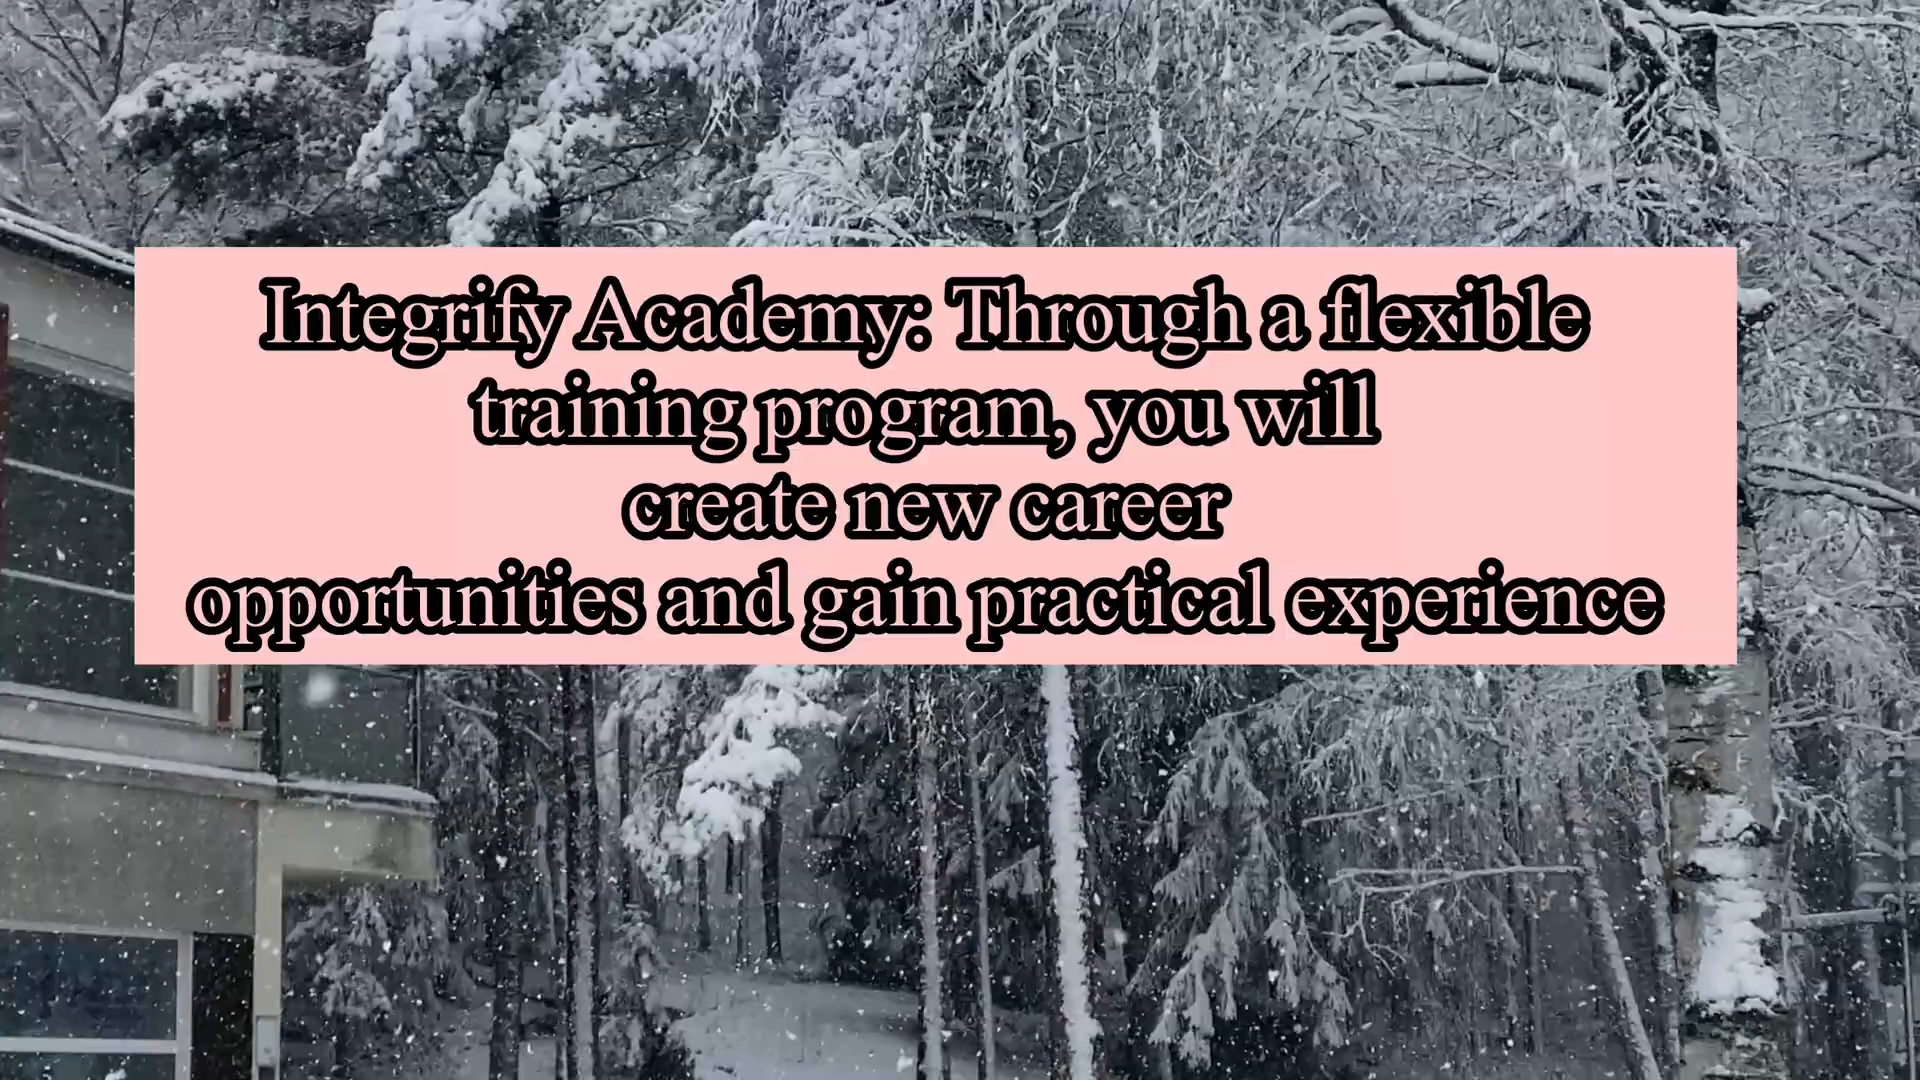 Integrify Academy: Through a flexible
training program, you will
create new career
opportunities and gain practical experience